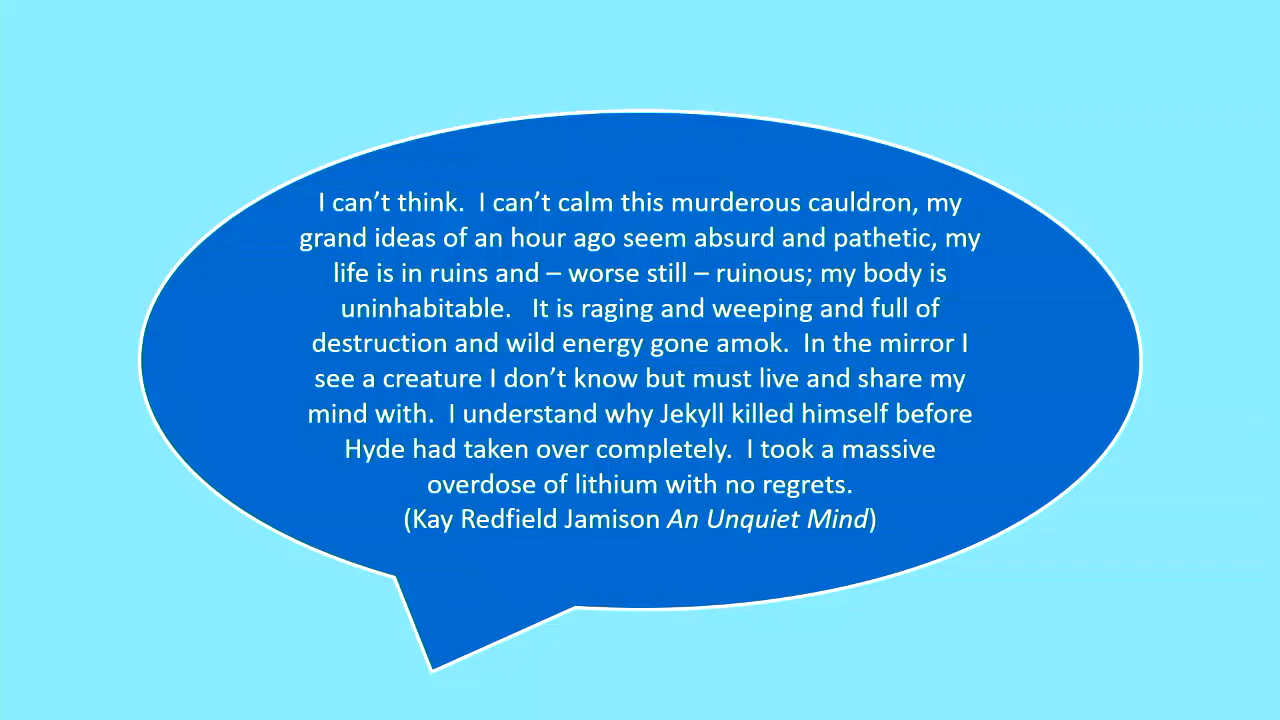 I can’t think.  I can’t calm this murderous cauldron, my
grand ideas of an hour ago seem absurd and pathetic, my
life is in ruins and – worse still – ruinous; my body is
uninhabitable.   It is raging and weeping and full of
destruction and wild energy gone amok.  In the mirror I
see a creature I don’t know but must live and share my
mind with.  I understand why Jekyll killed himself before
Hyde had taken over completely.  I took a massive
overdose of lithium with no regrets.
(Kay Redfield Jamison An Unquiet Mind)